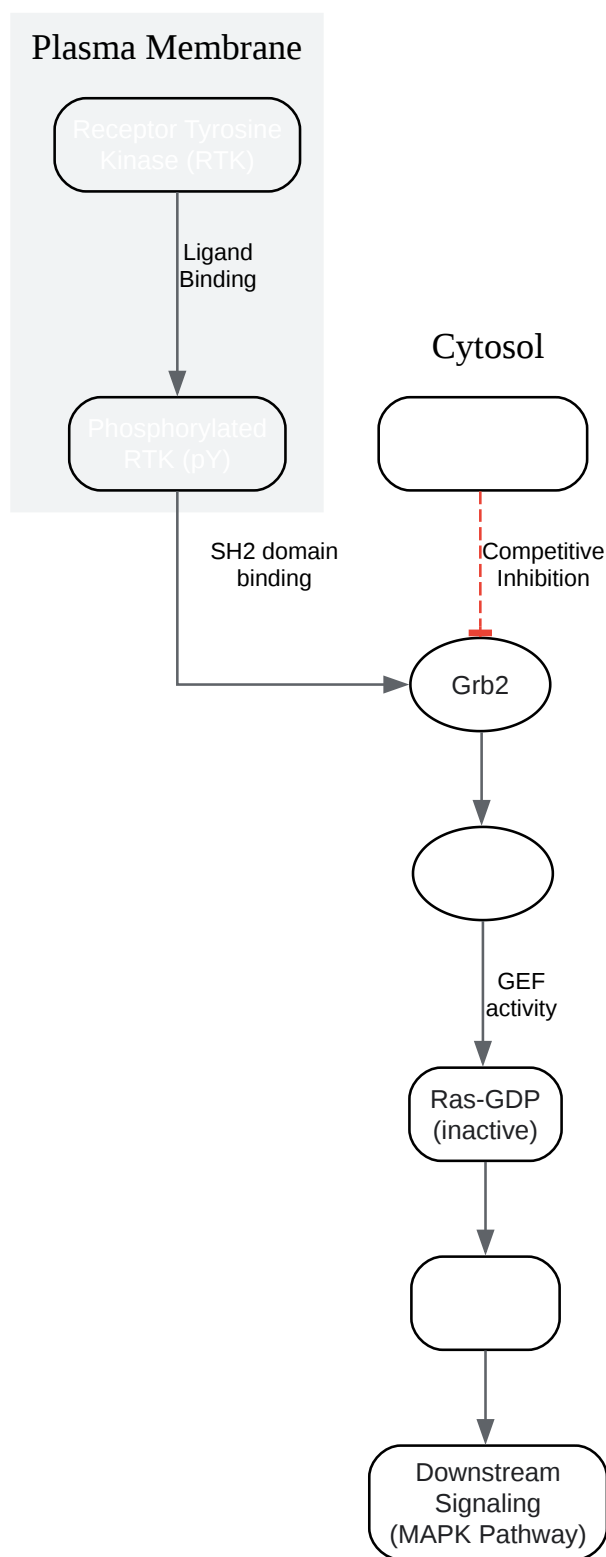 Plasma Membrane
Receptor Tyrosine
Kinase (RTK)
Ligand
Binding
Cytosol
Phosphorylated
RTK (pY)
SH2 domain
binding
Competitive
Inhibition
Grb2
GEF
activity
Ras-GDP
(inactive)
Downstream
Signaling
(MAPK Pathway)